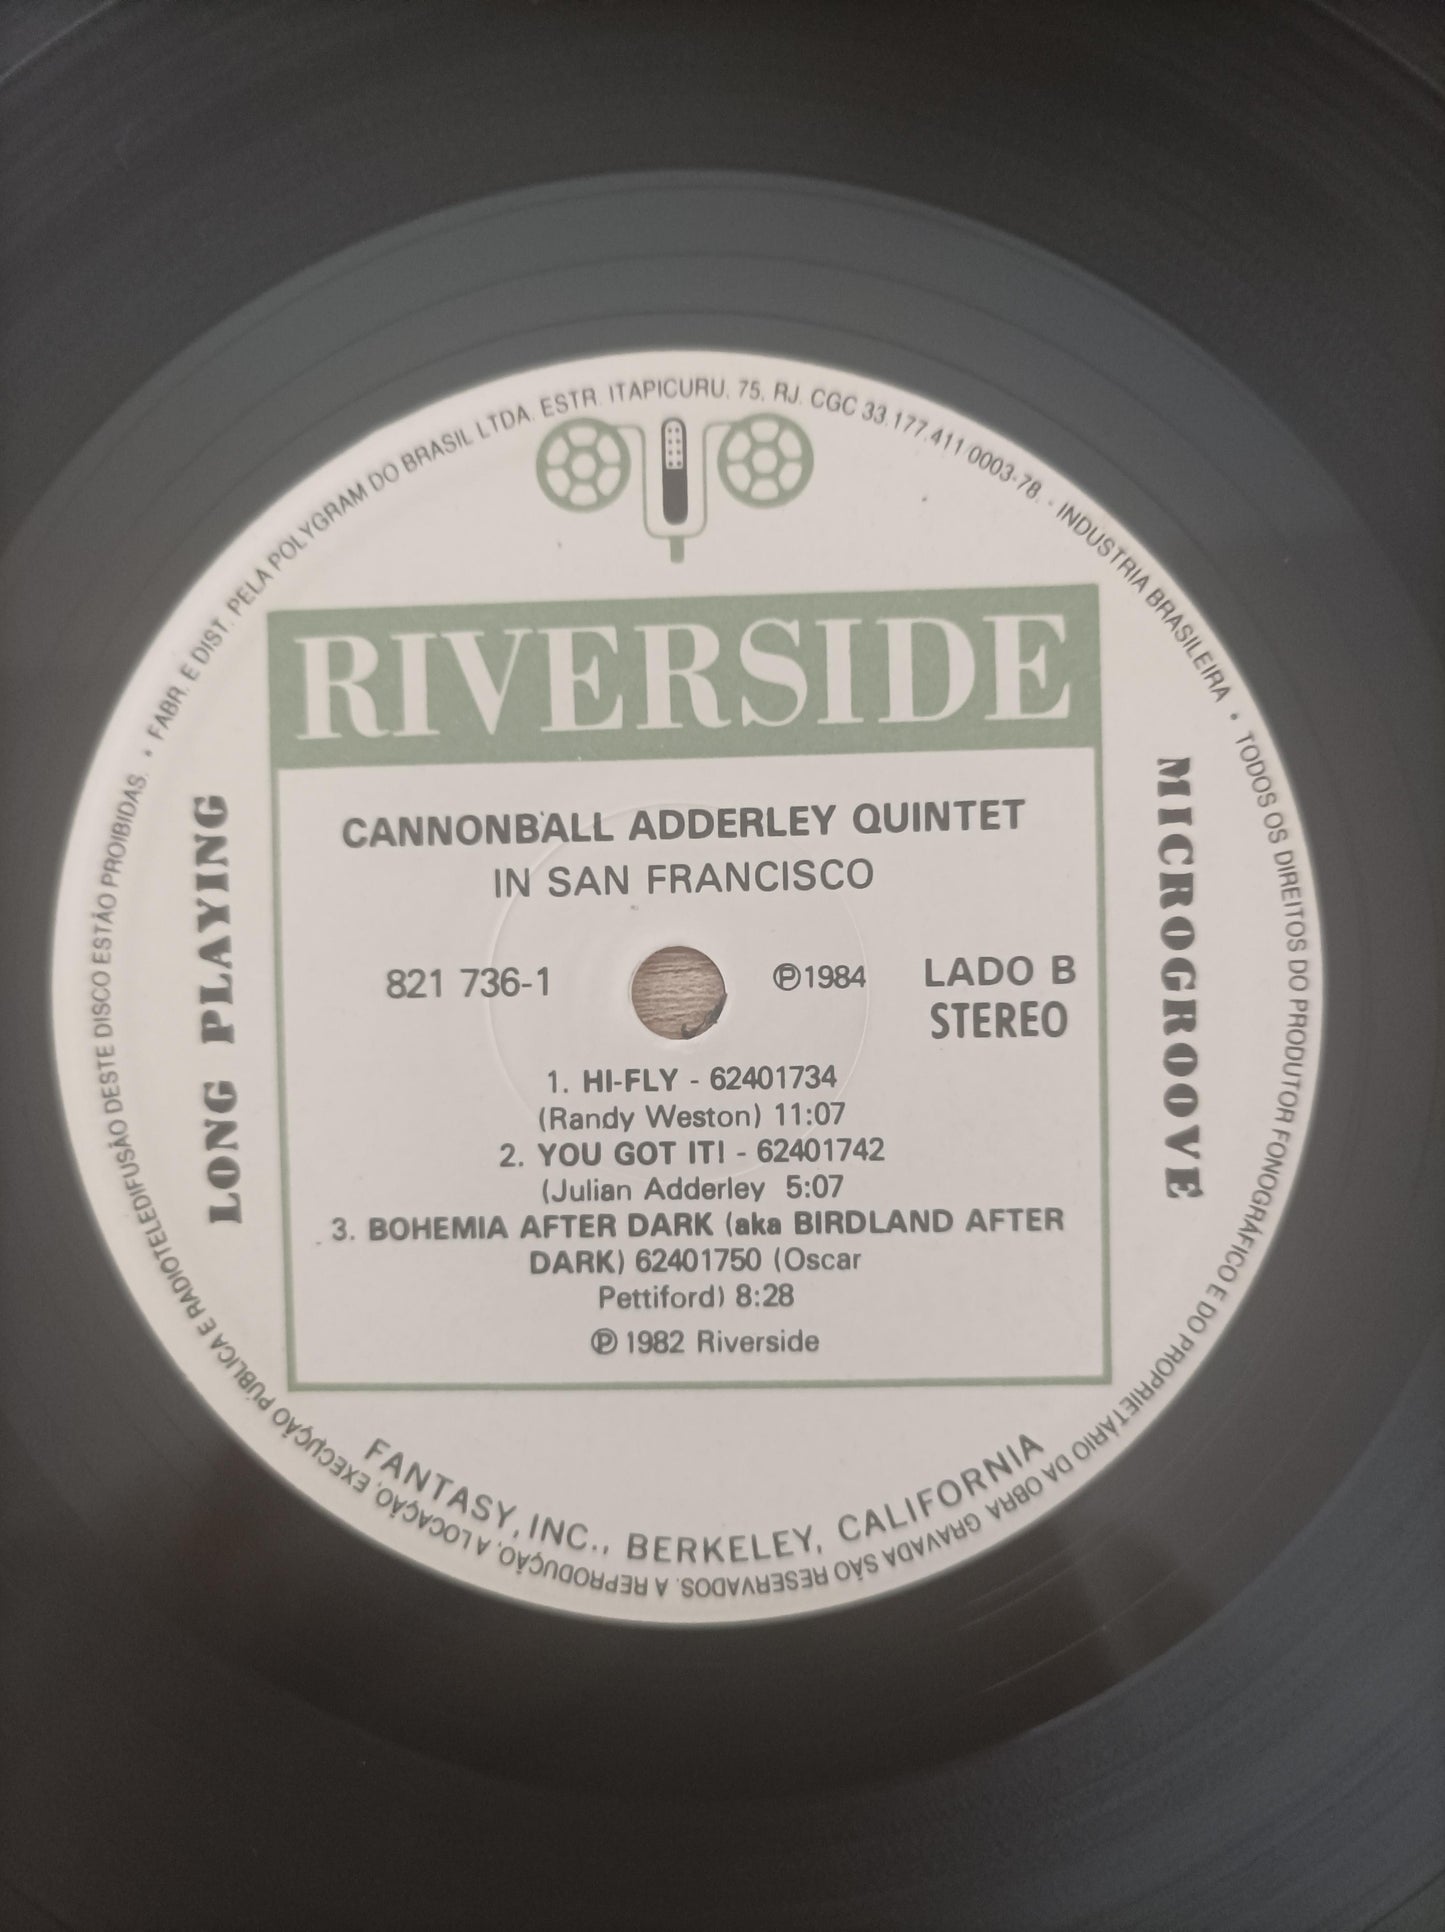 FABR. E DIST. PELA POLYGRAM DO BRASIL LTDA. ESTR. ITAPICURU, 75, RJ. CGC 33.177.411/0003-78. - INDÚSTRIA BRASILEIRA • TODOS OS DIREITOS DO PRODUTOR FONOGRÁFICO E DO PROPRIETÁRIO DA OBRA GRAVADA SÃO RESERVADOS. A REPRODUÇÃO, A LOCAÇÃO, EXECUÇÃO PÚBLICA E RADIOTELEDIFUSÃO DESTE DISCO ESTÃO PROIBIDAS. •
RIVERSIDE
LONG PLAYING
MICROGROOVE
CANNONBALL ADDERLEY QUINTET
IN SAN FRANCISCO
821 736-1 ℗1984 LADO B
STEREO
1. HI-FLY - 62401734
(Randy Weston) 11:07
2. YOU GOT IT! - 62401742
(Julian Adderley 5:07
3. BOHEMIA AFTER DARK (aka BIRDLAND AFTER
DARK) 62401750 (Oscar
Pettiford) 8:28
℗ 1982 Riverside
FANTASY, INC., BERKELEY, CALIFORNIA